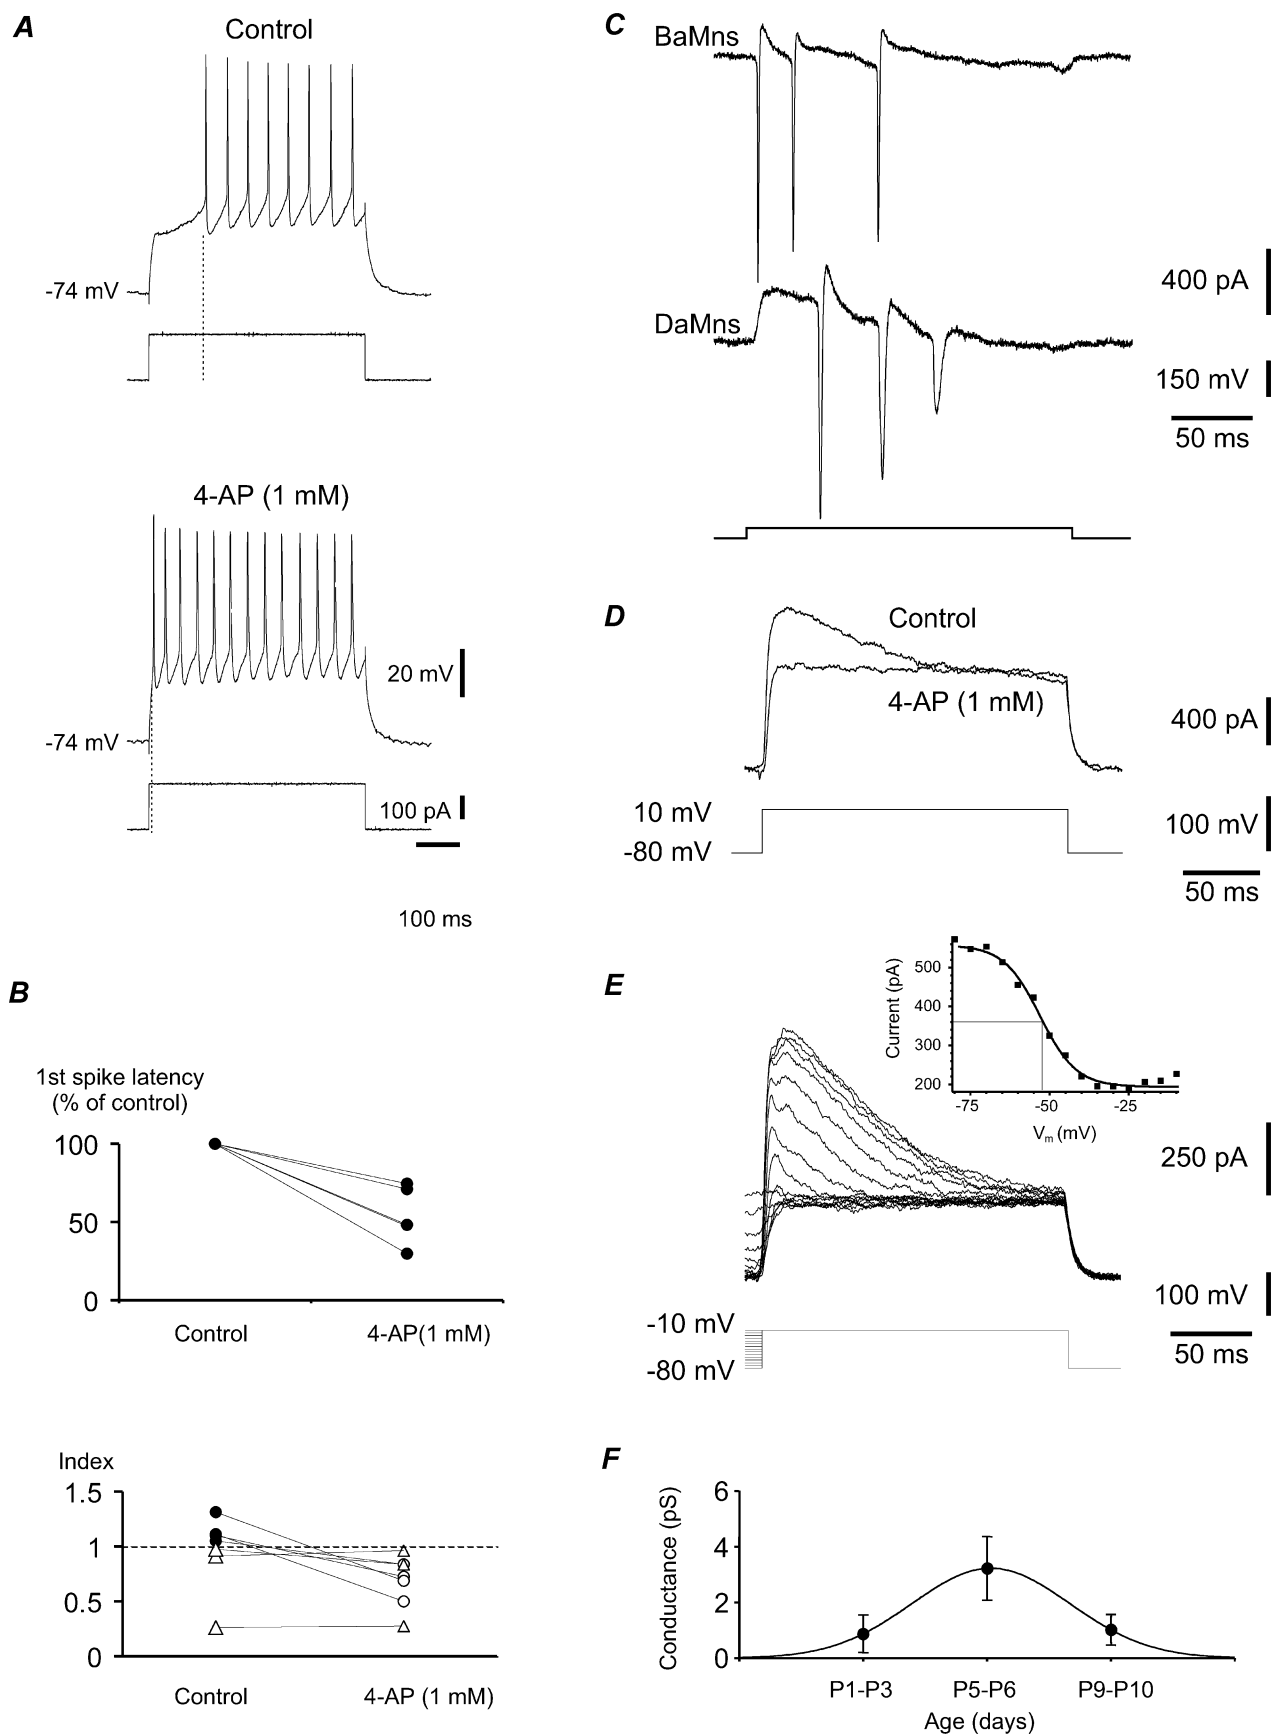 A
Control
-74 mV
4-AP (1 mM)
20 mV
-74 mV
100 pA
100 ms
B
1st spike latency
(% of control)
100
50
0
Control
4-AP(1 mM)
Index
1.5
1
0.5
0
Control
4-AP (1 mM)
C
BaMns
400 pA
DaMns
150 mV
50 ms
D
Control
4-AP (1 mM)
400 pA
10 mV
100 mV
-80 mV
50 ms
E
Current (pA)
500
400
300
200
-75
-50
-25
Vm (mV)
250 pA
100 mV
-10 mV
50 ms
-80 mV
F
Conductance (pS)
6
4
2
0
P1-P3
P5-P6
P9-P10
Age (days)